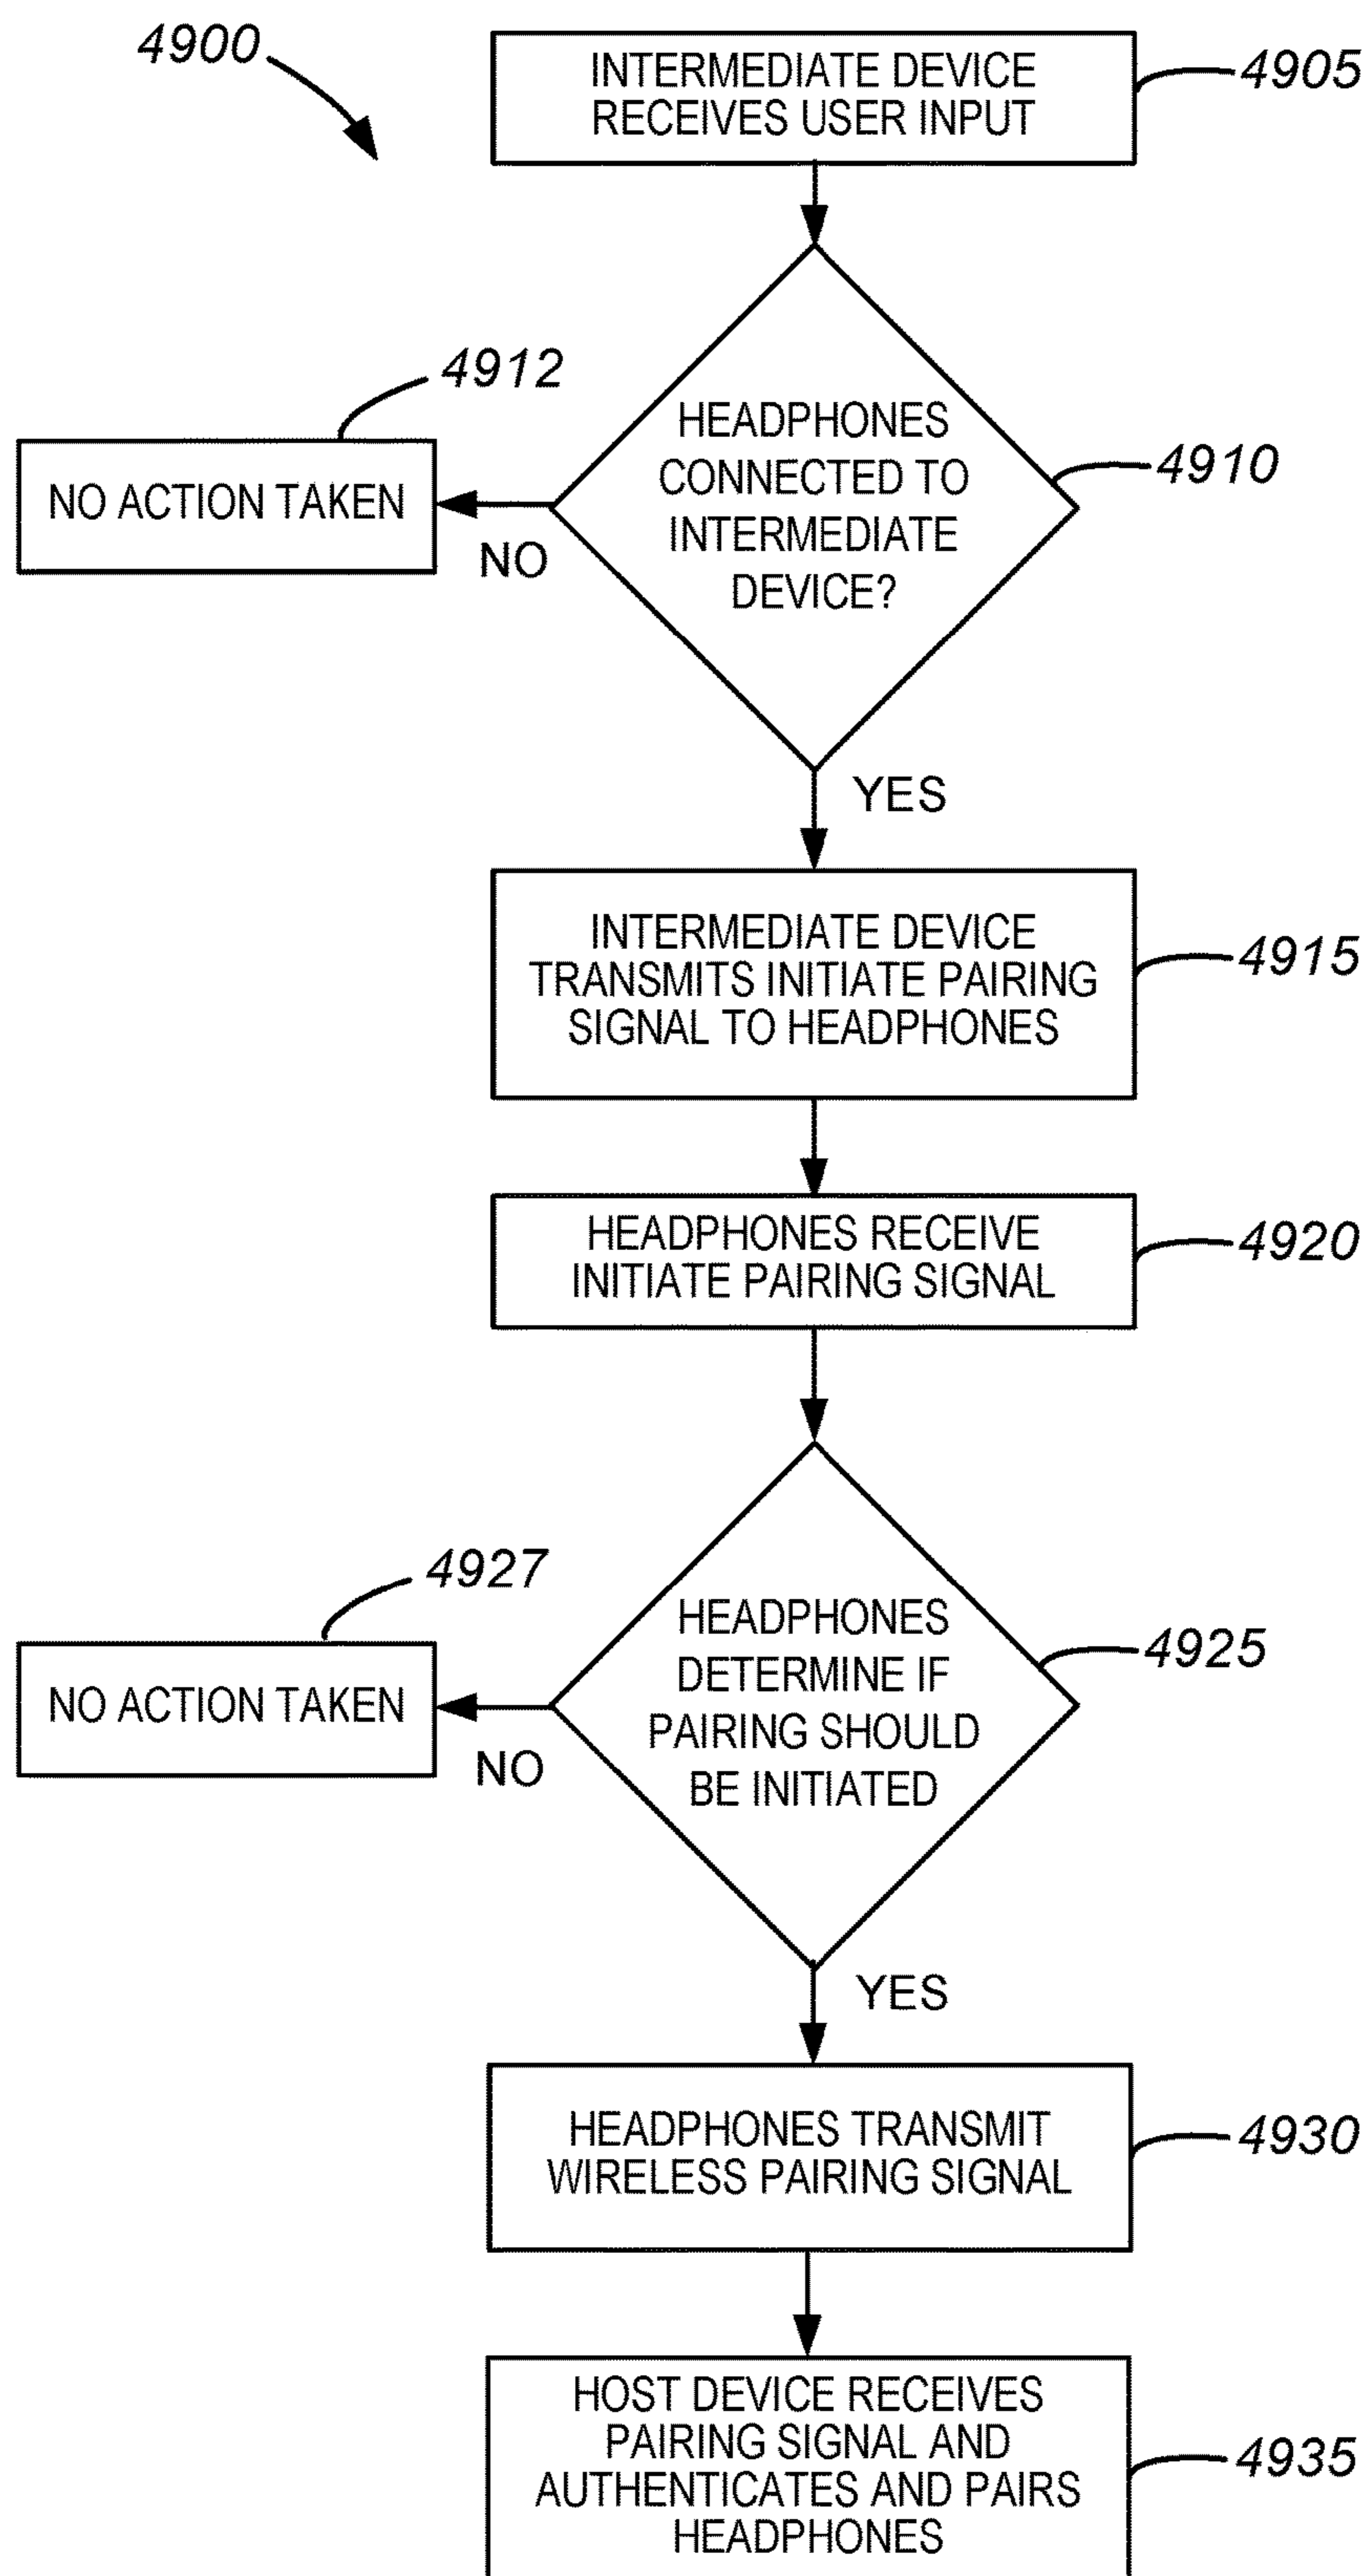 4900
INTERMEDIATE DEVICE
RECEIVES USER INPUT
4905
4912
HEADPHONES
CONNECTED TO
INTERMEDIATE
DEVICE?
4910
NO ACTION TAKEN
NO
YES
INTERMEDIATE DEVICE
TRANSMITS INITIATE PAIRING
SIGNAL TO HEADPHONES
4915
HEADPHONES RECEIVE
INITIATE PAIRING SIGNAL
4920
4927
HEADPHONES
DETERMINE IF
PAIRING SHOULD
BE INITIATED
4925
NO ACTION TAKEN
NO
YES
HEADPHONES TRANSMIT
WIRELESS PAIRING SIGNAL
4930
HOST DEVICE RECEIVES
PAIRING SIGNAL AND
AUTHENTICATES AND PAIRS
HEADPHONES
4935